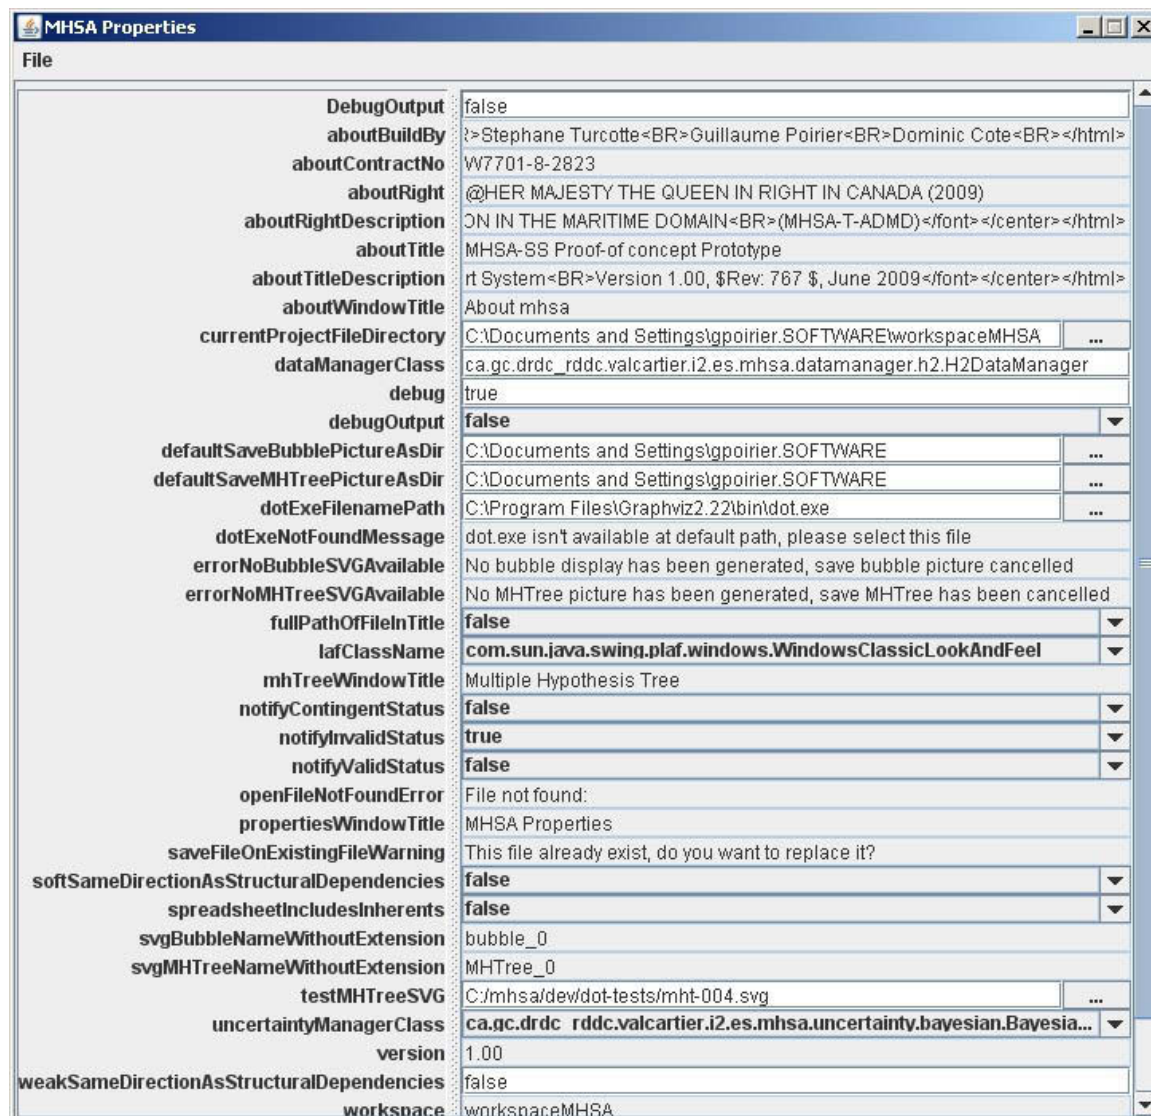 MHSA Properties
File
DebugOutput false
aboutBuildBy ?>Stephane Turcotte<BR>Guillaume Poirier<BR>Dominic Cote<BR></html>
aboutContractNo W7701-8-2823
aboutRight @HER MAJESTY THE QUEEN IN RIGHT IN CANADA (2009)
aboutRightDescription ON IN THE MARITIME DOMAIN<BR>(MHSA-T-ADMD)</font></center></html>
aboutTitle MHSA-SS Proof-of concept Prototype
aboutTitleDescription rt System<BR>Version 1.00, $Rev: 767 $, June 2009</font></center></html>
aboutWindowTitle About mhsa
currentProjectFileDirectory C:\Documents and Settings\gpoirier.SOFTWARE\workspaceMHSA ...
dataManagerClass ca.gc.drdc_rddc.valcartier.i2.es.mhsa.datamanager.h2.H2DataManager
debug true
debugOutput false
defaultSaveBubblePictureAsDir C:\Documents and Settings\gpoirier.SOFTWARE ...
defaultSaveMHTreePictureAsDir C:\Documents and Settings\gpoirier.SOFTWARE ...
dotExeFilenamePath C:\Program Files\Graphviz2.22\bin\dot.exe ...
dotExeNotFoundMessage dot.exe isn't available at default path, please select this file
errorNoBubbleSVGAvailable No bubble display has been generated, save bubble picture cancelled
errorNoMHTreeSVGAvailable No MHTree picture has been generated, save MHTree has been cancelled
fullPathOfFileInTitle false
lafClassName com.sun.java.swing.plaf.windows.WindowsClassicLookAndFeel
mhTreeWindowTitle Multiple Hypothesis Tree
notifyContingentStatus false
notifyInvalidStatus true
notifyValidStatus false
openFileNotFoundError File not found:
propertiesWindowTitle MHSA Properties
saveFileOnExistingFileWarning This file already exist, do you want to replace it?
softSameDirectionAsStructuralDependencies false
spreadsheetIncludesInherents false
svgBubbleNameWithoutExtension bubble_0
svgMHTreeNameWithoutExtension MHTree_0
testMHTreeSVG C:/mhsa/dev/dot-tests/mht-004.svg ...
uncertaintyManagerClass ca.gc.drdc_rddc.valcartier.i2.es.mhsa.uncertainty.bayesian.Bayesia...
version 1.00
weakSameDirectionAsStructuralDependencies false
workspace workspaceMHSA